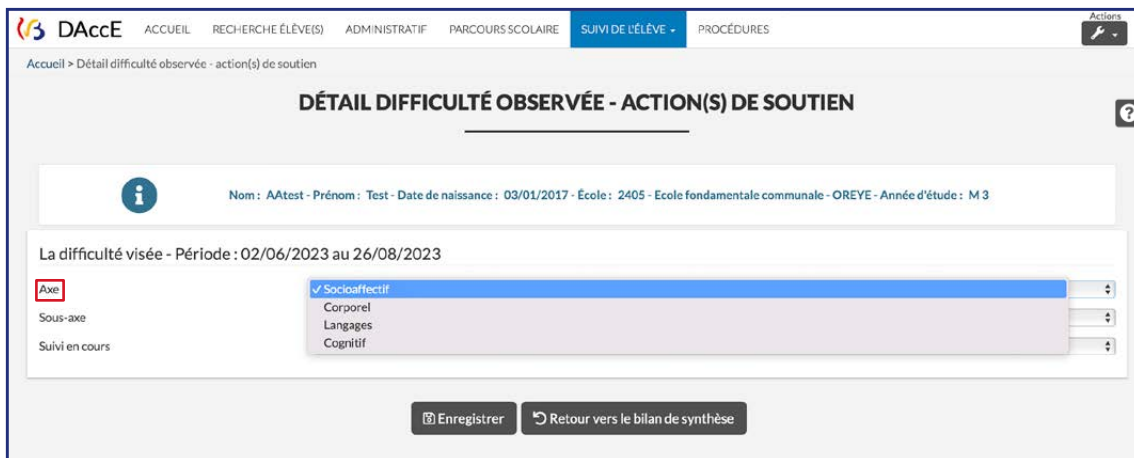 DAccE ACCUEIL RECHERCHE ÉLÈVE(S) ADMINISTRATIF PARCOURS SCOLAIRE SUIVI DE L'ÉLÈVE PROCÉDURES Actions
Accueil > Détail difficulté observée - action(s) de soutien
DÉTAIL DIFFICULTÉ OBSERVÉE - ACTION(S) DE SOUTIEN
?
i
Nom : AAtest - Prénom : Test - Date de naissance : 03/01/2017 - École : 2405 - Ecole fondamentale communale - OREYE - Année d'étude : M 3
La difficulté visée - Période : 02/06/2023 au 26/08/2023
Axe ✓ Socioaffectif
Corporel
Sous-axe
Langages
Suivi en cours Cognitif
Enregistrer Retour vers le bilan de synthèse